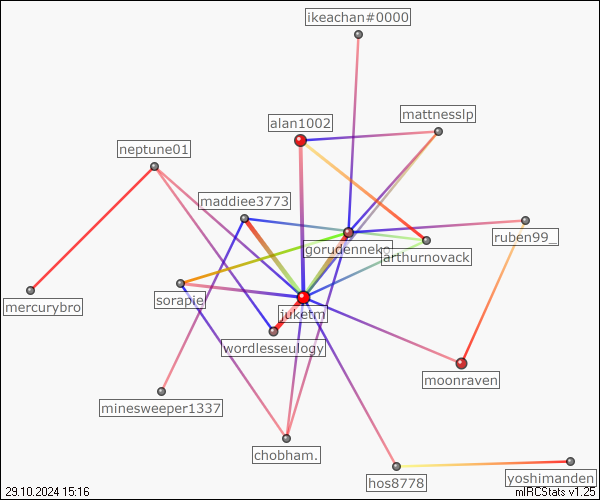 ikeachan#0000
mattnesslp
alan1002
neptune01
maddiee3773
ruben99_
gorudenneko
arthurnovack
sorapie
mercurybro
juketm
wordlesseulogy
moonraven
minesweeper1337
chobham.
hos8778
yoshimanden
29.10.2024 15:16
mIRCStats v1.25